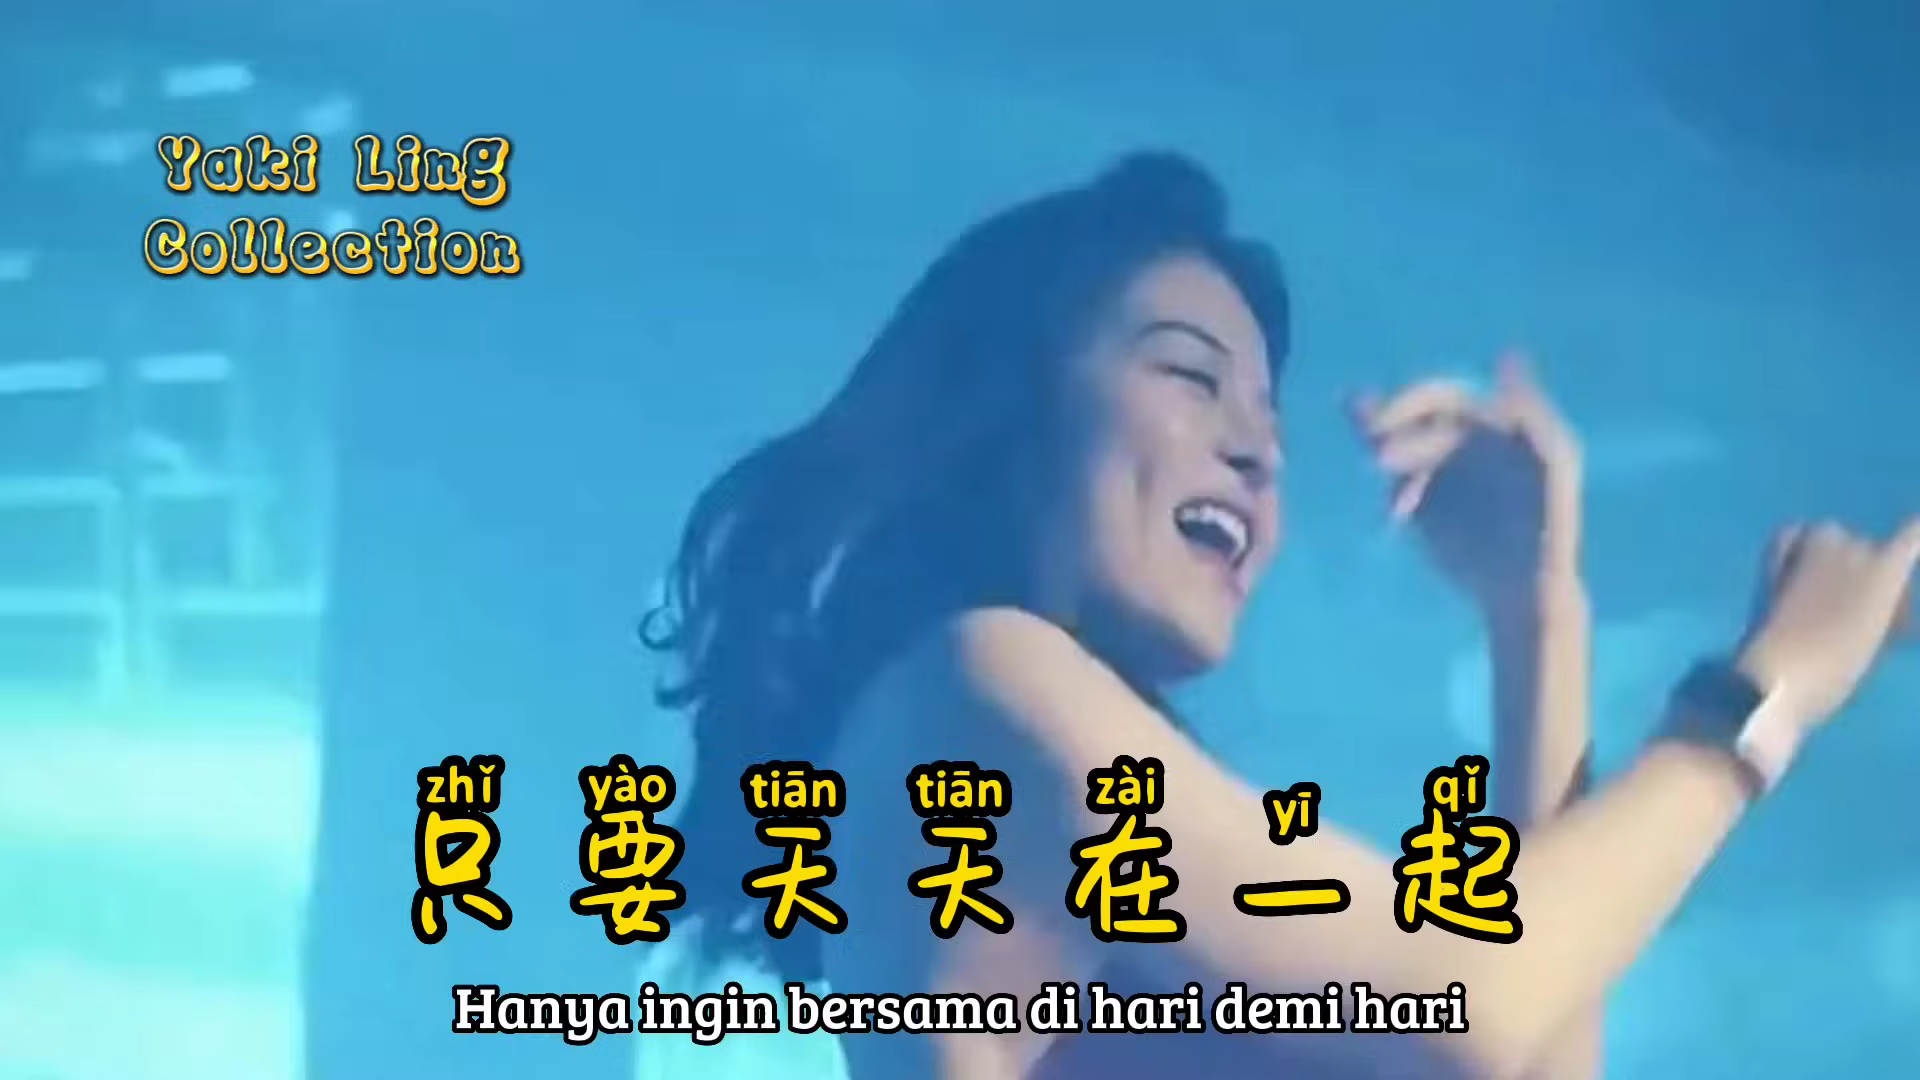 Yaki Ling
Collection
zhǐ yào tiān tiān zài yī qǐ
只要天天在一起
Hanya ingin bersama di hari demi hari